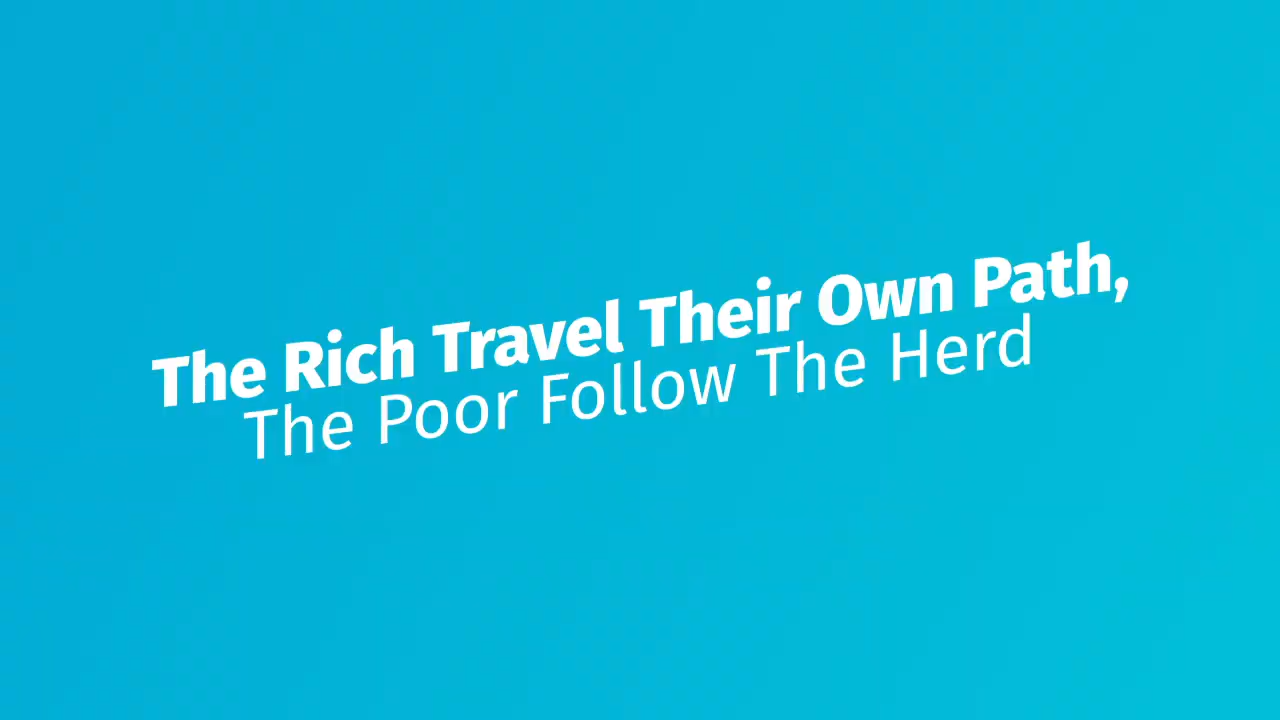 The Rich Travel Their Own Path,
The Poor Follow The Herd